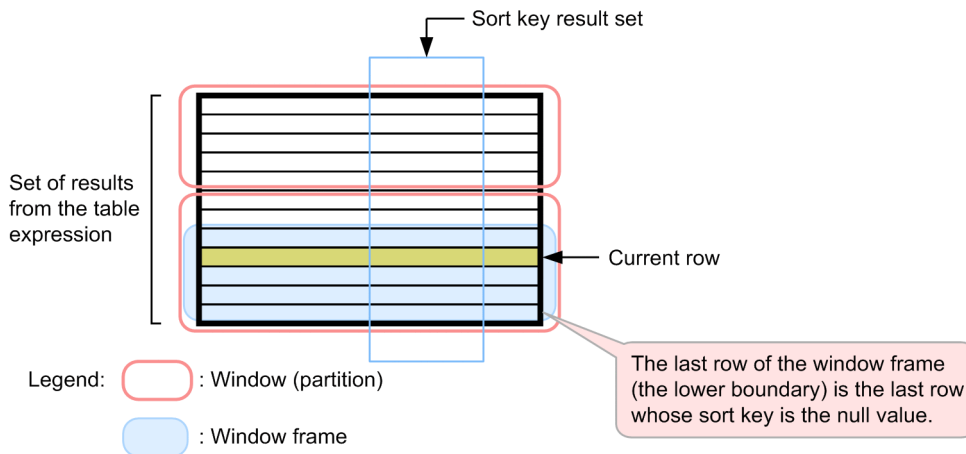 Sort key result set
Set of results
from the table
expression
Current row
The last row of the window frame
(the lower boundary) is the last row
whose sort key is the null value.
Legend:
: Window (partition)
: Window frame